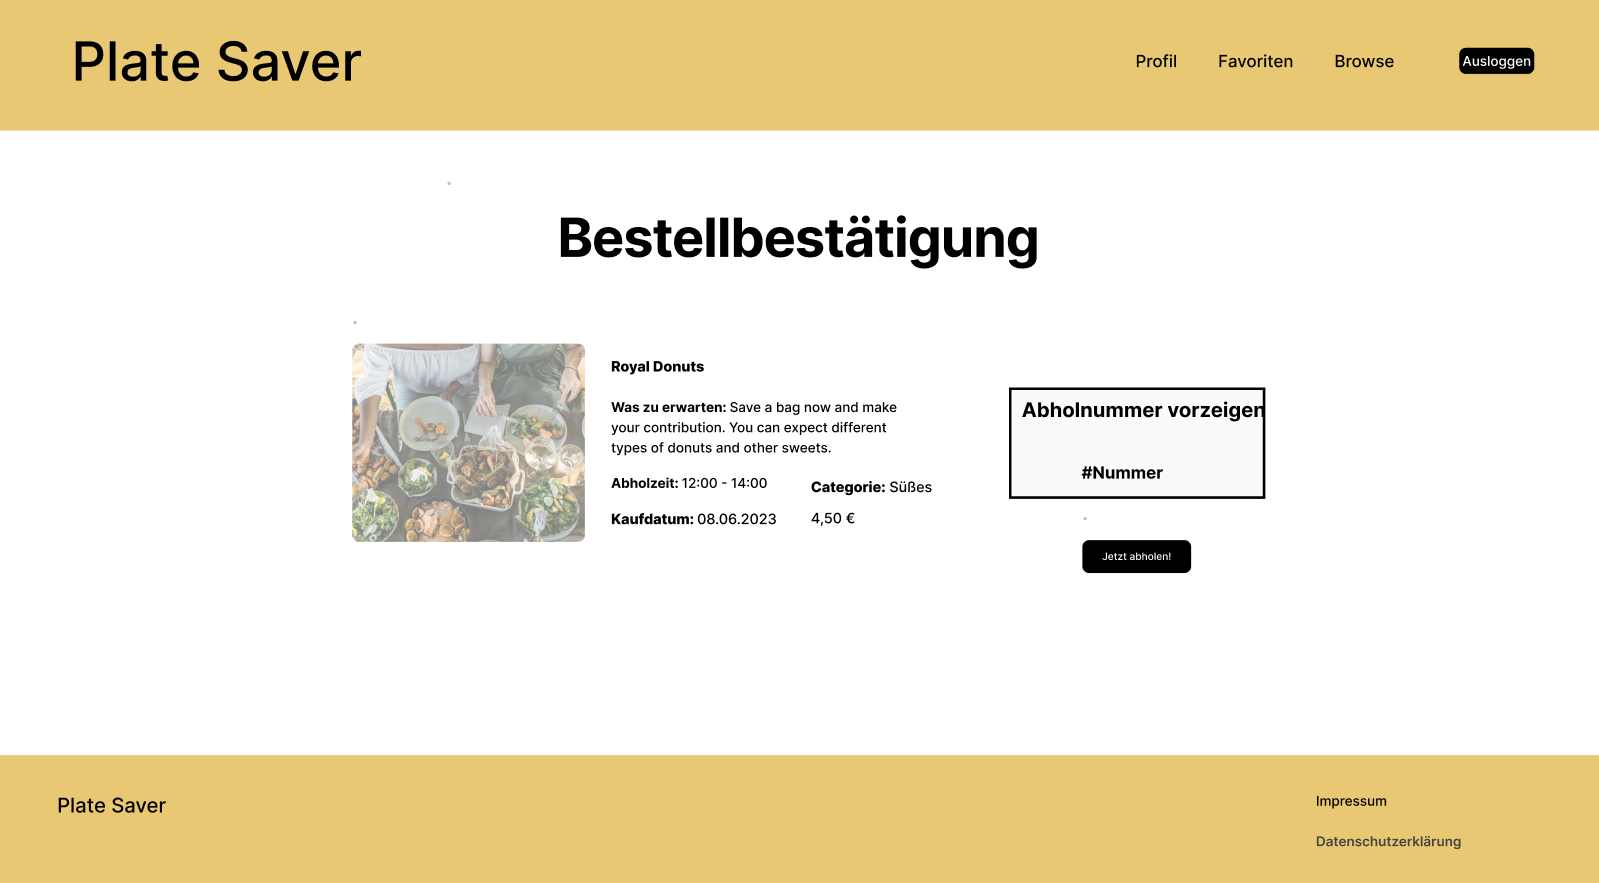 Plate Saver
Profil
Favoriten
Browse
Ausloggen
Bestellbestätigung
Royal Donuts
Was zu erwarten: Save a bag now and make
your contribution. You can expect different
types of donuts and other sweets.
Abholzeit: 12:00 - 14:00
Categorie: Süßes
Kaufdatum: 08.06.2023
4,50 €
Abholnummer vorzeigen
#Nummer
Jetzt abholen!
Plate Saver
Impressum
Datenschutzerklärung